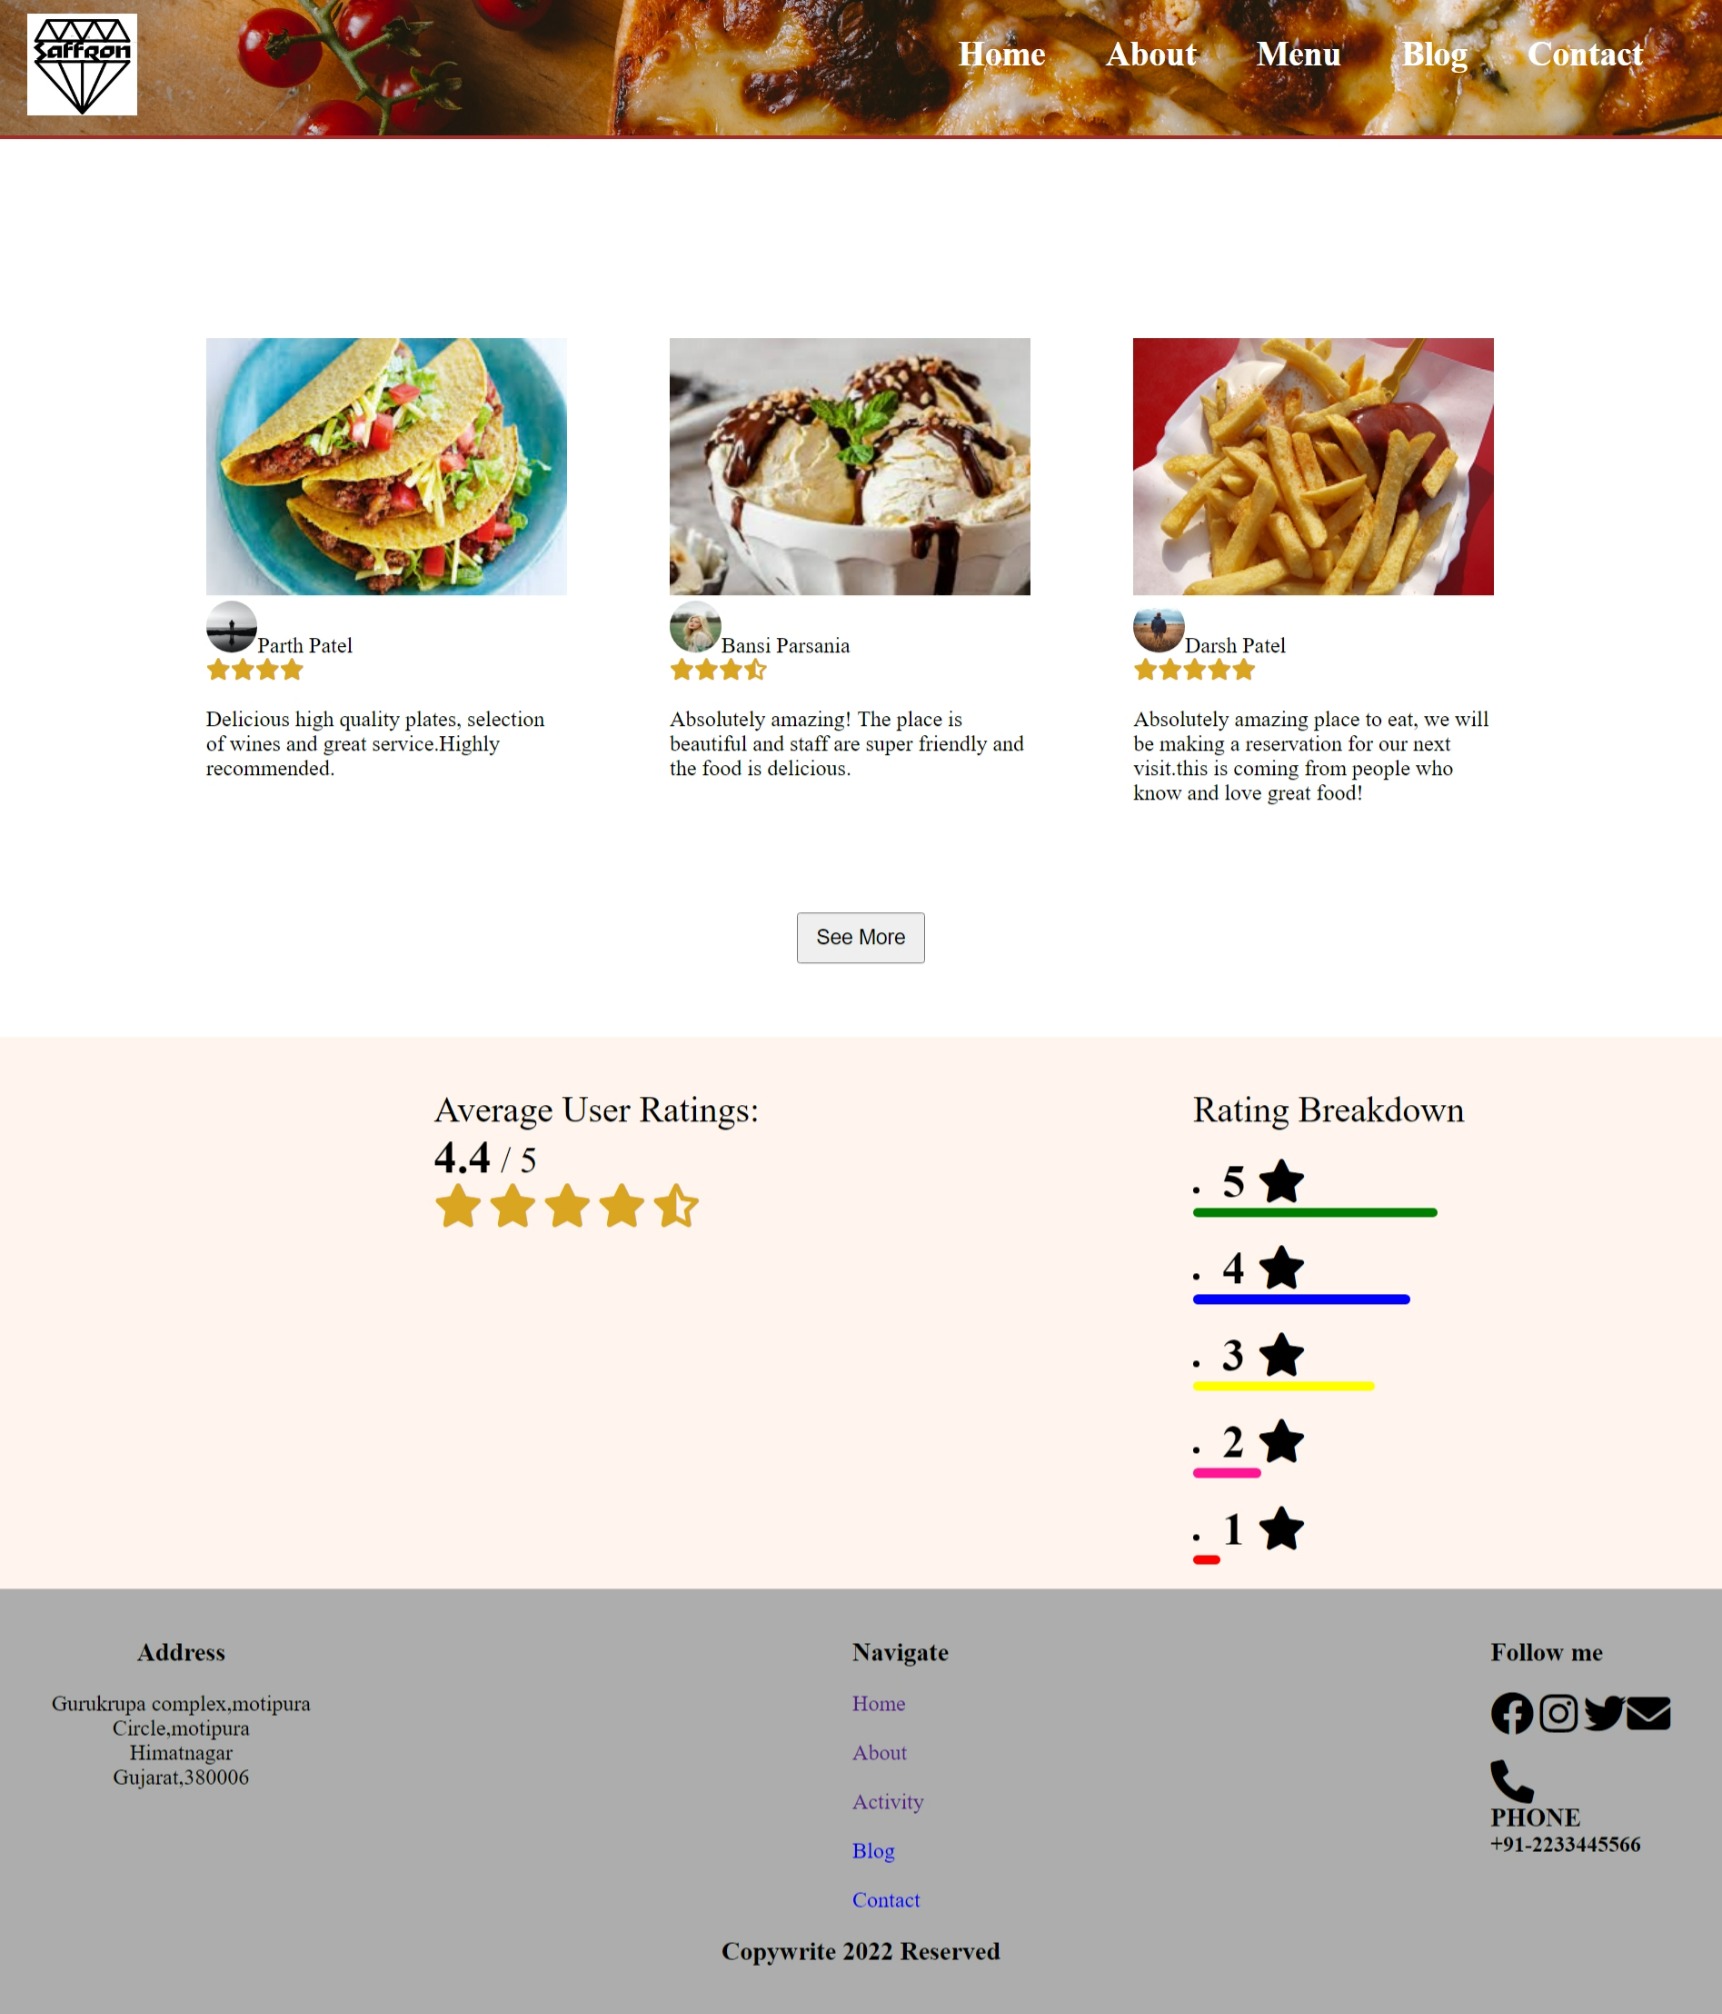 Saffron
Home About Menu Blog Contact
Parth Patel
Delicious high quality plates, selection
of wines and great service.Highly
recommended.
Bansi Parsania
Absolutely amazing! The place is
beautiful and staff are super friendly and
the food is delicious.
Darsh Patel
Absolutely amazing place to eat, we will
be making a reservation for our next
visit.this is coming from people who
know and love great food!
See More
Average User Ratings:
4.4 / 5
Rating Breakdown
. 5
. 4
. 3
. 2
. 1
Address
Gurukrupa complex,motipura
Circle,motipura
Himatnagar
Gujarat,380006
Navigate
Home
About
Activity
Blog
Contact
Follow me
PHONE
+91-2233445566
Copywrite 2022 Reserved